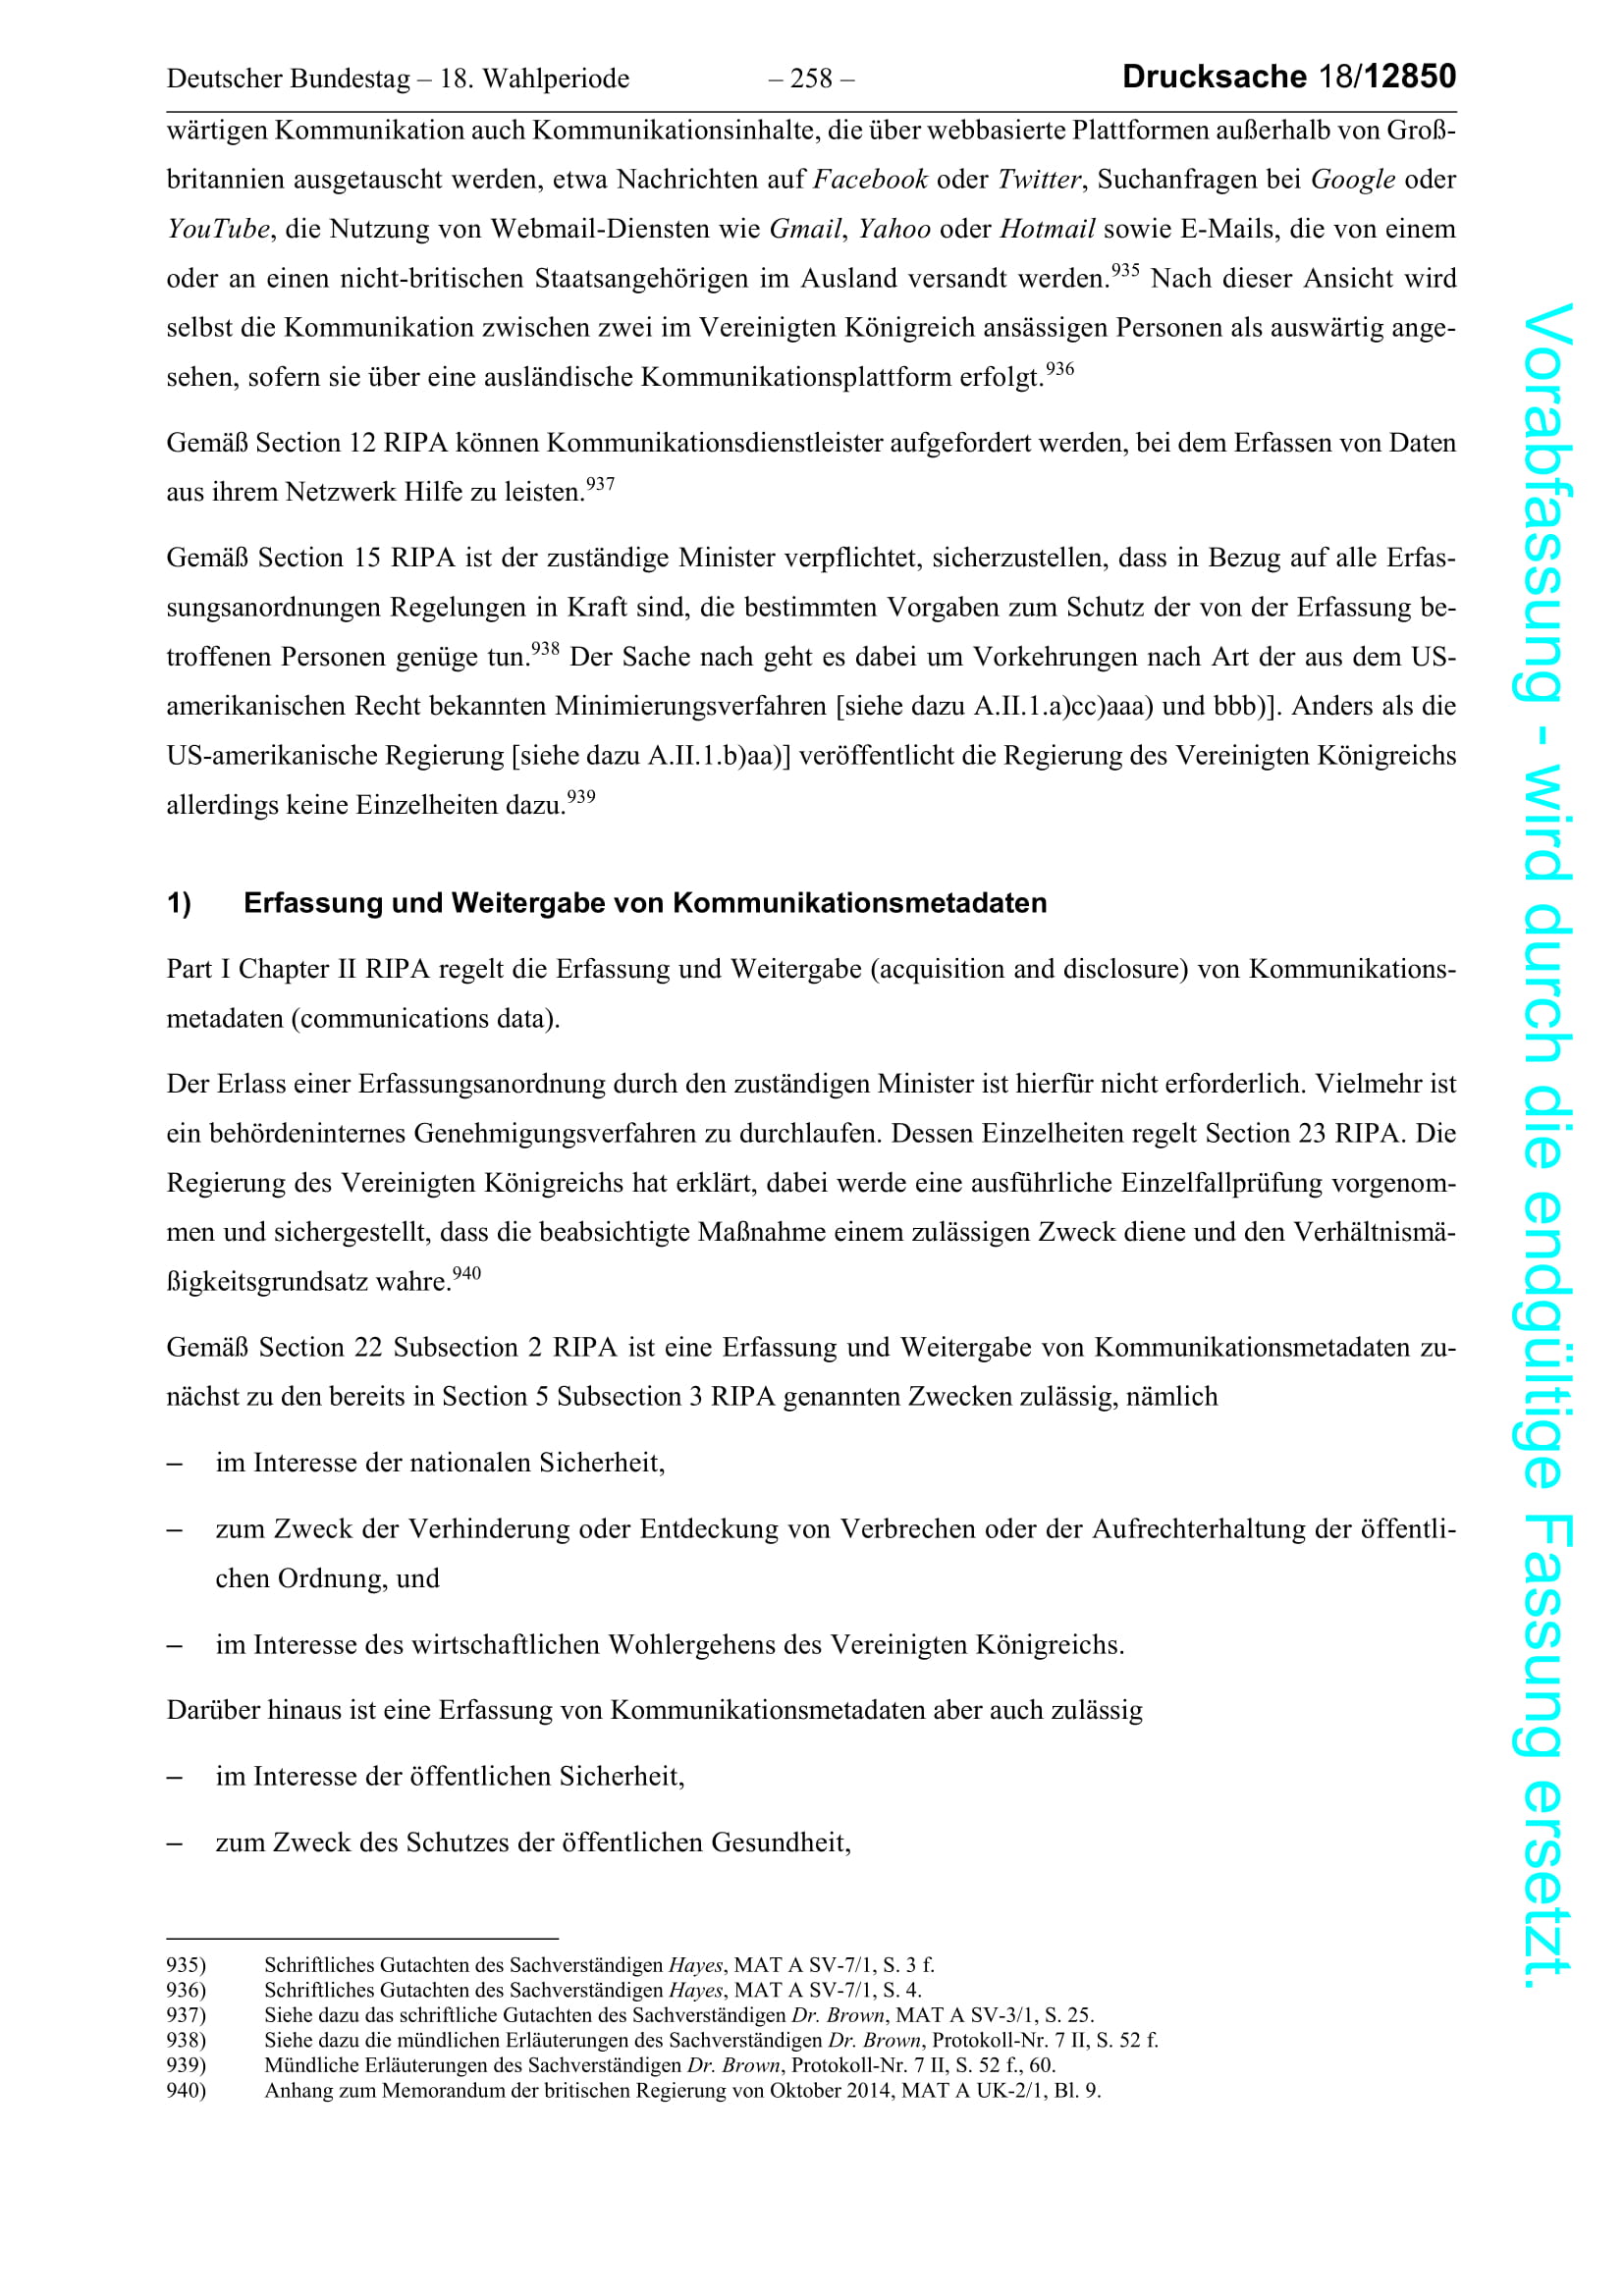 Deutscher Bundestag – 18. Wahlperiode – 258 – Drucksache 18/12850
wärtigen Kommunikation auch Kommunikationsinhalte, die über webbasierte Plattformen außerhalb von Groß-
britannien ausgetauscht werden, etwa Nachrichten auf Facebook oder Twitter, Suchanfragen bei Google oder
YouTube, die Nutzung von Webmail-Diensten wie Gmail, Yahoo oder Hotmail sowie E-Mails, die von einem
oder an einen nicht-britischen Staatsangehörigen im Ausland versandt werden.935 Nach dieser Ansicht wird
selbst die Kommunikation zwischen zwei im Vereinigten Königreich ansässigen Personen als auswärtig ange-
sehen, sofern sie über eine ausländische Kommunikationsplattform erfolgt.936
Gemäß Section 12 RIPA können Kommunikationsdienstleister aufgefordert werden, bei dem Erfassen von Daten
aus ihrem Netzwerk Hilfe zu leisten.937
Gemäß Section 15 RIPA ist der zuständige Minister verpflichtet, sicherzustellen, dass in Bezug auf alle Erfas-
sungsanordnungen Regelungen in Kraft sind, die bestimmten Vorgaben zum Schutz der von der Erfassung be-
troffenen Personen genüge tun.938 Der Sache nach geht es dabei um Vorkehrungen nach Art der aus dem US-
amerikanischen Recht bekannten Minimierungsverfahren [siehe dazu A.II.1.a)cc)aaa) und bbb)]. Anders als die
US-amerikanische Regierung [siehe dazu A.II.1.b)aa)] veröffentlicht die Regierung des Vereinigten Königreichs
allerdings keine Einzelheiten dazu.939
1) Erfassung und Weitergabe von Kommunikationsmetadaten
Part I Chapter II RIPA regelt die Erfassung und Weitergabe (acquisition and disclosure) von Kommunikations-
metadaten (communications data).
Der Erlass einer Erfassungsanordnung durch den zuständigen Minister ist hierfür nicht erforderlich. Vielmehr ist
ein behördeninternes Genehmigungsverfahren zu durchlaufen. Dessen Einzelheiten regelt Section 23 RIPA. Die
Regierung des Vereinigten Königreichs hat erklärt, dabei werde eine ausführliche Einzelfallprüfung vorgenom-
men und sichergestellt, dass die beabsichtigte Maßnahme einem zulässigen Zweck diene und den Verhältnismä-
ßigkeitsgrundsatz wahre.940
Gemäß Section 22 Subsection 2 RIPA ist eine Erfassung und Weitergabe von Kommunikationsmetadaten zu-
nächst zu den bereits in Section 5 Subsection 3 RIPA genannten Zwecken zulässig, nämlich
– im Interesse der nationalen Sicherheit,
– zum Zweck der Verhinderung oder Entdeckung von Verbrechen oder der Aufrechterhaltung der öffentli-
chen Ordnung, und
– im Interesse des wirtschaftlichen Wohlergehens des Vereinigten Königreichs.
Darüber hinaus ist eine Erfassung von Kommunikationsmetadaten aber auch zulässig
– im Interesse der öffentlichen Sicherheit,
– zum Zweck des Schutzes der öffentlichen Gesundheit,
935) Schriftliches Gutachten des Sachverständigen Hayes, MAT A SV-7/1, S. 3 f.
936) Schriftliches Gutachten des Sachverständigen Hayes, MAT A SV-7/1, S. 4.
937) Siehe dazu das schriftliche Gutachten des Sachverständigen Dr. Brown, MAT A SV-3/1, S. 25.
938) Siehe dazu die mündlichen Erläuterungen des Sachverständigen Dr. Brown, Protokoll-Nr. 7 II, S. 52 f.
939) Mündliche Erläuterungen des Sachverständigen Dr. Brown, Protokoll-Nr. 7 II, S. 52 f., 60.
940) Anhang zum Memorandum der britischen Regierung von Oktober 2014, MAT A UK-2/1, Bl. 9.
Vorabfassung - wird durch die endgültige Fassung ersetzt.